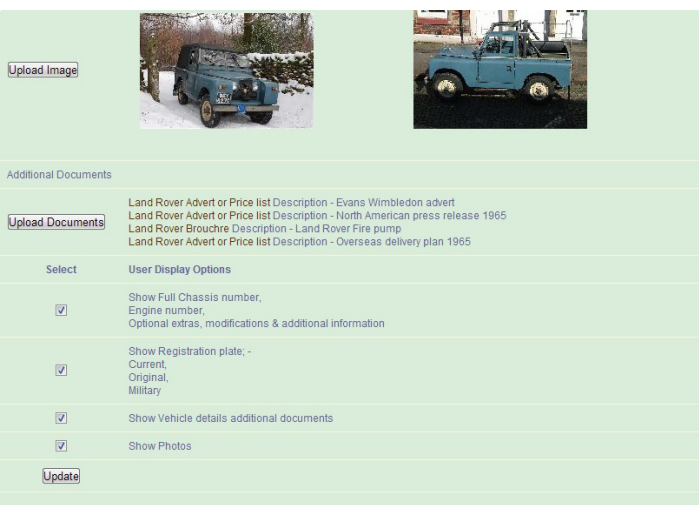 Upload Image
Additional Documents
Upload Documents
Land Rover Advert or Price list Description - Evans Wimbledon advert
Land Rover Advert or Price list Description - North American press release 1965
Land Rover Brouchre Description - Land Rover Fire pump
Land Rover Advert or Price list Description - Overseas delivery plan 1965
Select User Display Options
Show Full Chassis number,
Engine number,
Optional extras, modifications & additional information
Show Registration plate; -
Current,
Original,
Military
Show Vehicle details additional documents
Show Photos
Update